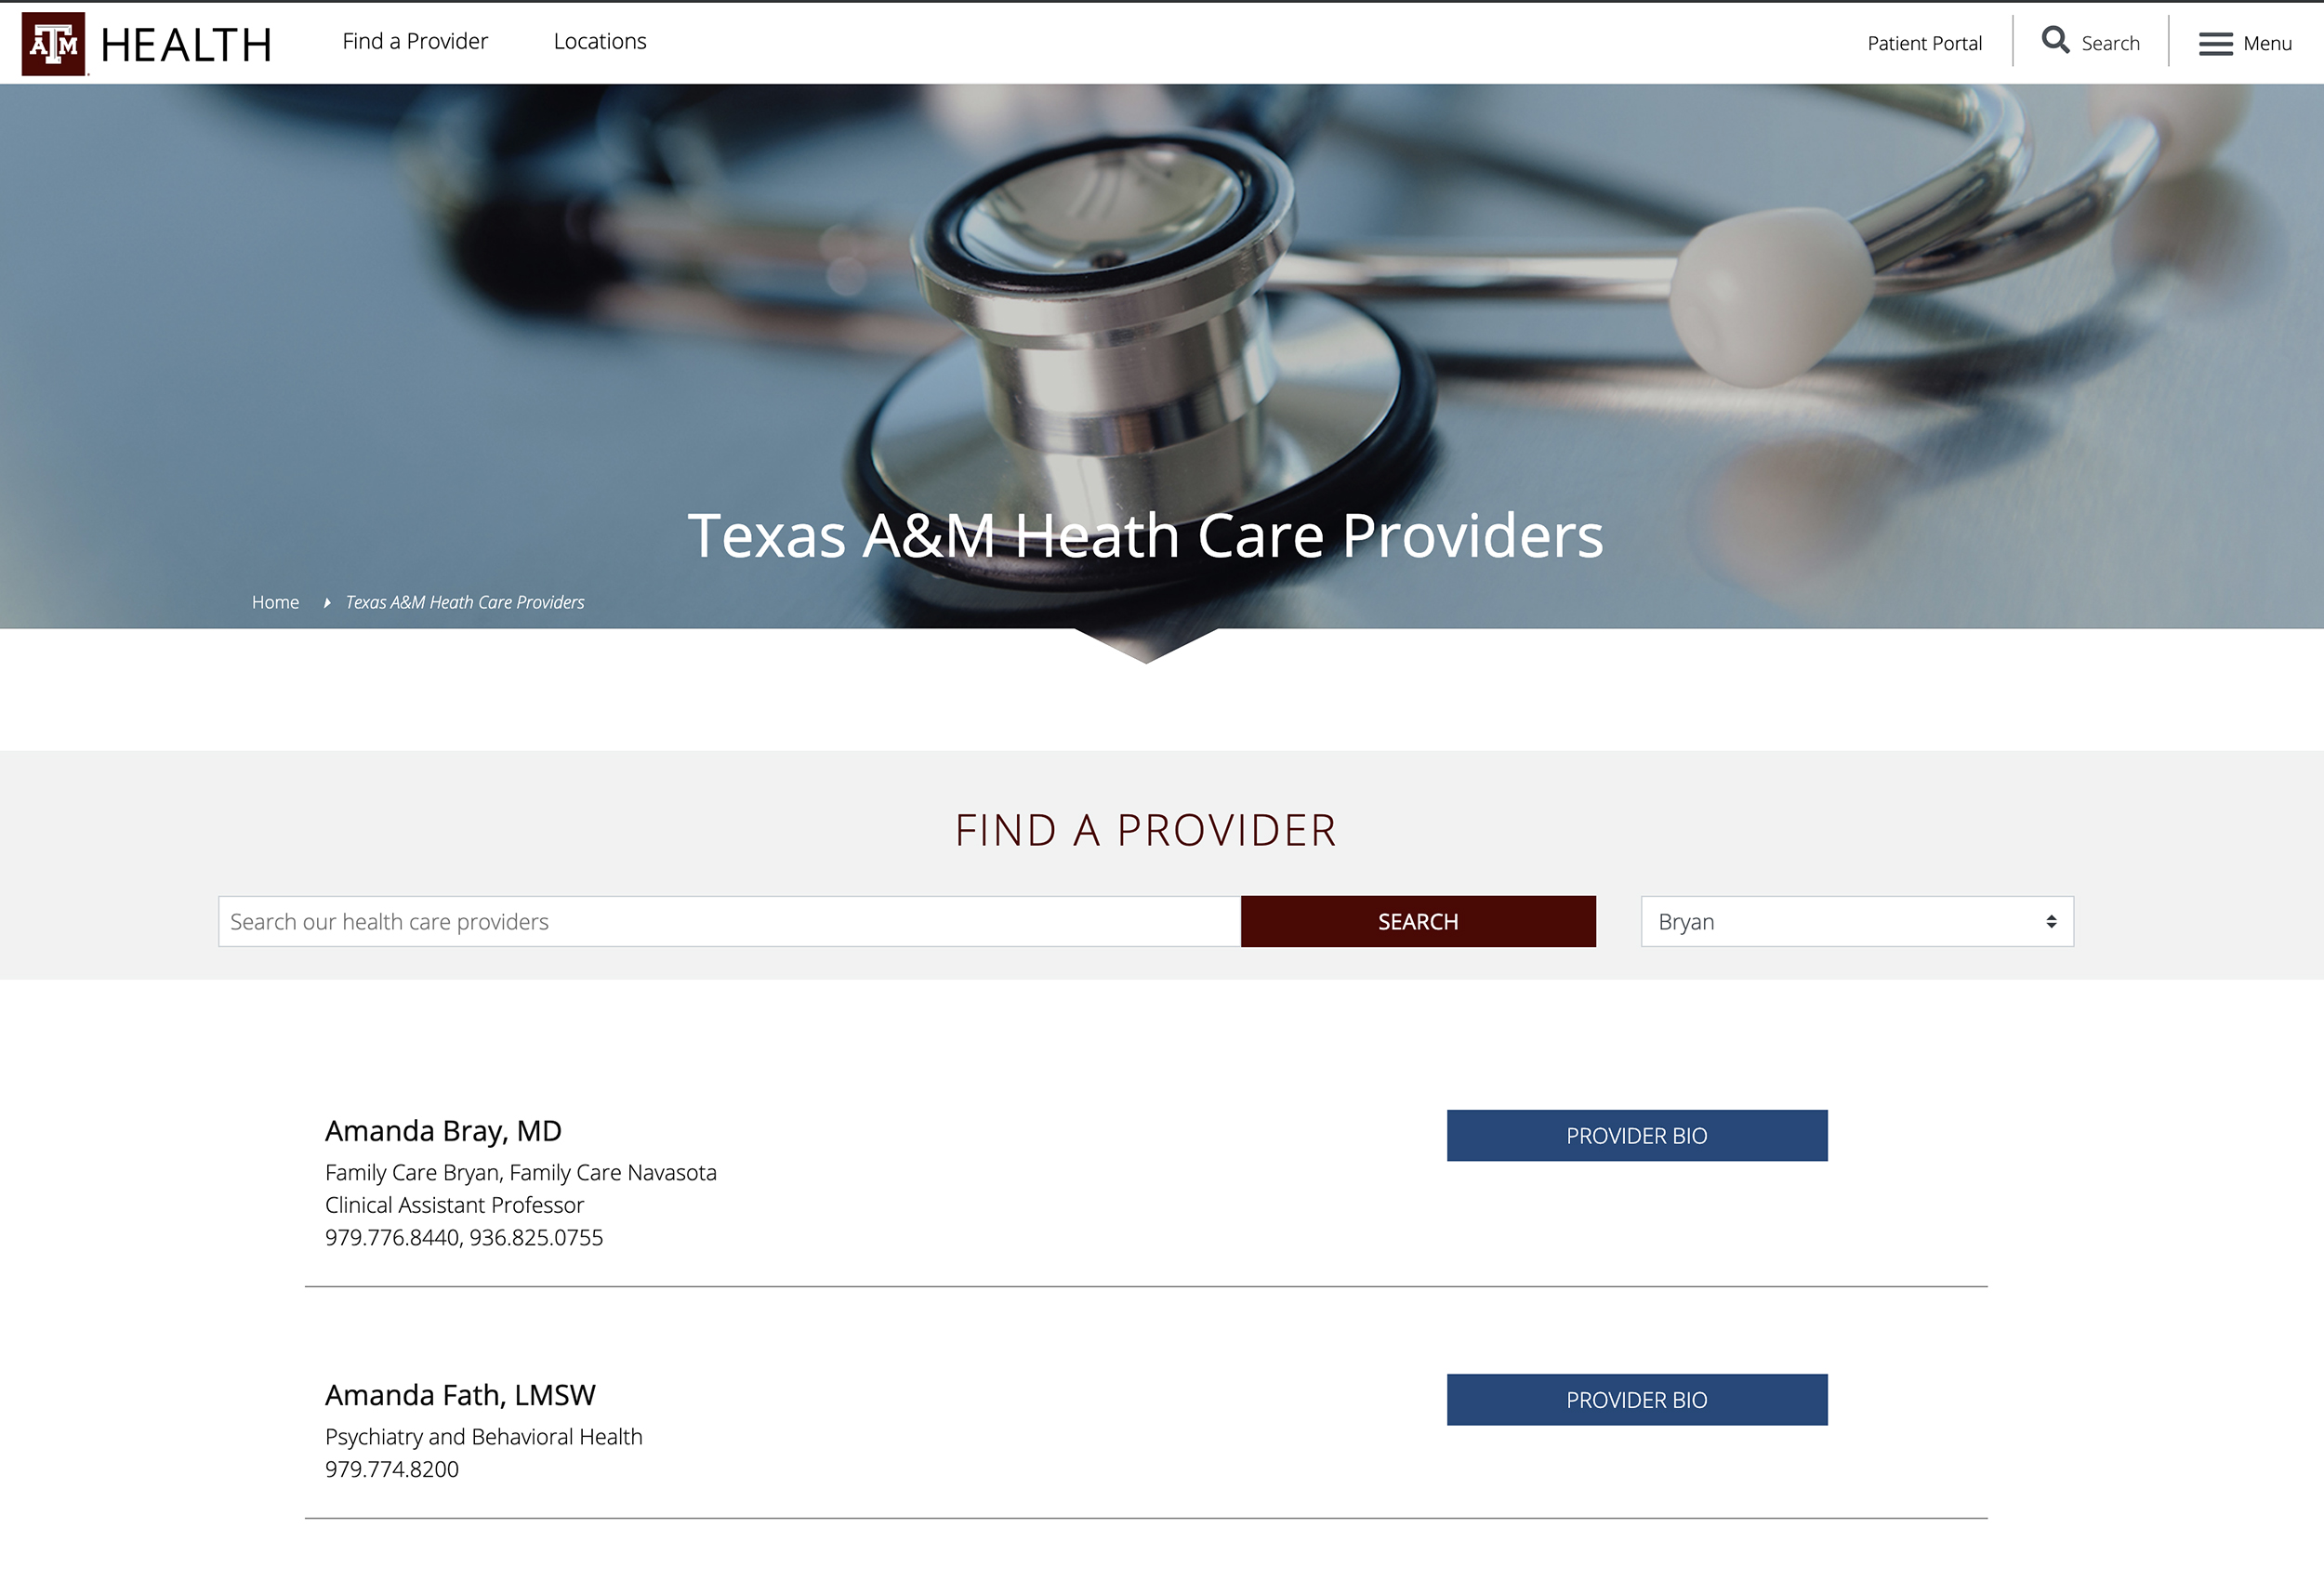 ATM HEALTH
Find a Provider
Locations
Patient Portal
Search
Menu
Texas A&M Heath Care Providers
Home
Texas A&M Heath Care Providers
FIND A PROVIDER
Search our health care providers
SEARCH
Bryan
Amanda Bray, MD
PROVIDER BIO
Family Care Bryan, Family Care Navasota
Clinical Assistant Professor
979.776.8440, 936.825.0755
Amanda Fath, LMSW
PROVIDER BIO
Psychiatry and Behavioral Health
979.774.8200